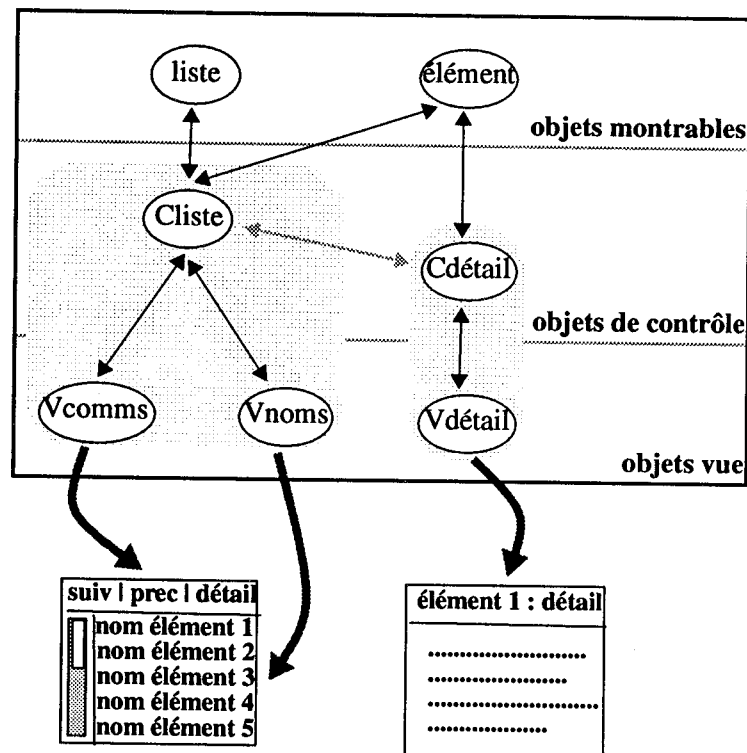 liste
élément
objets montrables
Cliste
Cdétail
objets de contrôle
Vcomms
Vnoms
Vdétail
objets vue
suiv | prec | détail
nom élément 1
nom élément 2
nom élément 3
nom élément 4
nom élément 5
élément 1 : détail